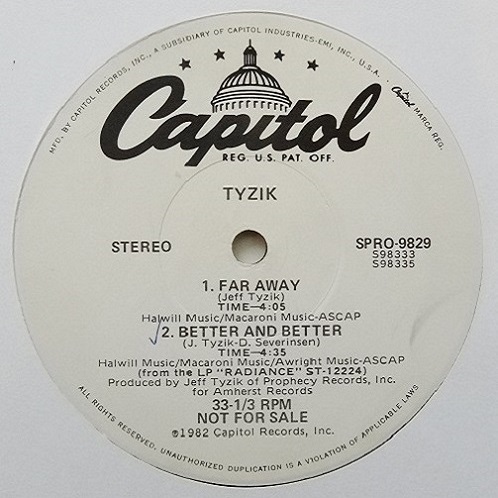 MFD. BY CAPITOL RECORDS, INC., A SUBSIDIARY OF CAPITOL INDUSTRIES-EMI, INC., U.S.A.
Capitol MARCA REG.
Capitol
REG. U.S. PAT. OFF.
TYZIK
STEREO
SPRO-9829
S98333
S98335
1. FAR AWAY
(Jeff Tyzik)
TIME-4:05
Halwill Music/Macaroni Music-ASCAP
2. BETTER AND BETTER
(J. Tyzik-D. Severinsen)
TIME-4:35
Halwill Music/Macaroni Music/Awright Music-ASCAP
(from the LP "RADIANCE" ST-12224)
Produced by Jeff Tyzik of Prophecy Records, Inc.
for Amherst Records
33-1/3 RPM
NOT FOR SALE
℗1982 Capitol Records, Inc.
ALL RIGHTS RESERVED. UNAUTHORIZED DUPLICATION IS A VIOLATION OF APPLICABLE LAWS